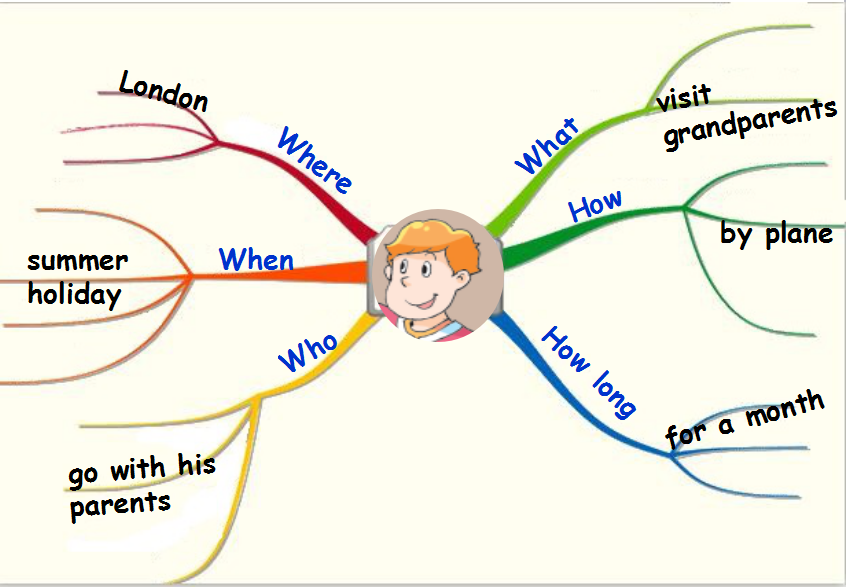 London
Where
When
summer
holiday
Who
go with his
parents
What
visit
grandparents
How
by plane
How long
for a month